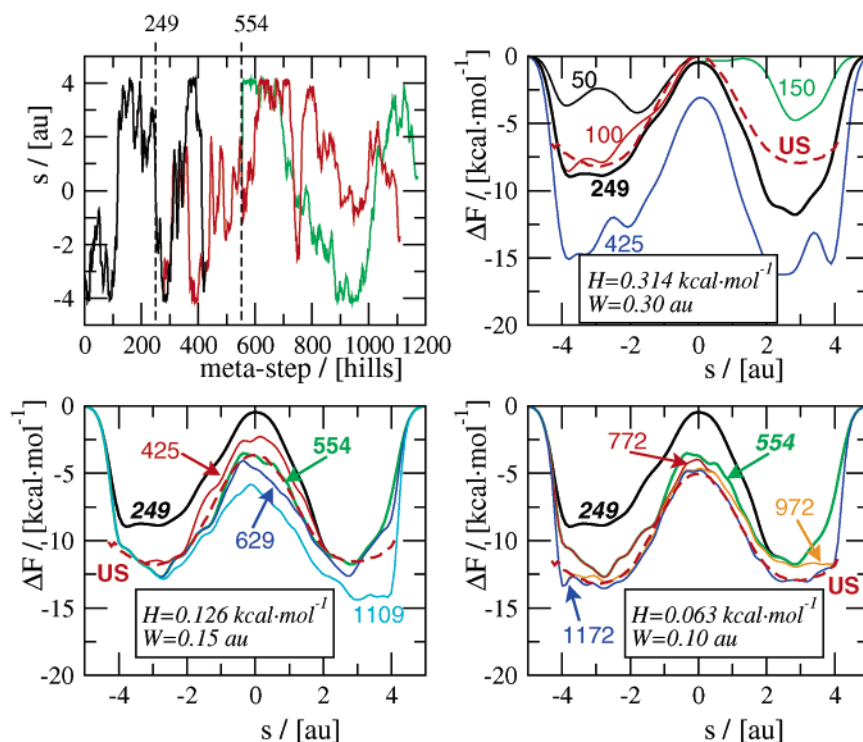 249 554
s / [au]
4
2
0
-2
-4
0 200 400 600 800 1000 1200
meta-step / [hills]
ΔF / [kcal·mol⁻¹]
0
-5
-10
-15
-20
50
150
100
US
249
425
H=0.314 kcal·mol⁻¹
W=0.30 au
-4 -2 0 2 4
s / [au]
ΔF / [kcal·mol⁻¹]
0
-5
-10
-15
-20
425
554
249
629
US
1109
H=0.126 kcal·mol⁻¹
W=0.15 au
-4 -2 0 2 4
s / [au]
ΔF / [kcal·mol⁻¹]
0
-5
-10
-15
-20
772
554
249
972
US
1172
H=0.063 kcal·mol⁻¹
W=0.10 au
-4 -2 0 2 4
s / [au]